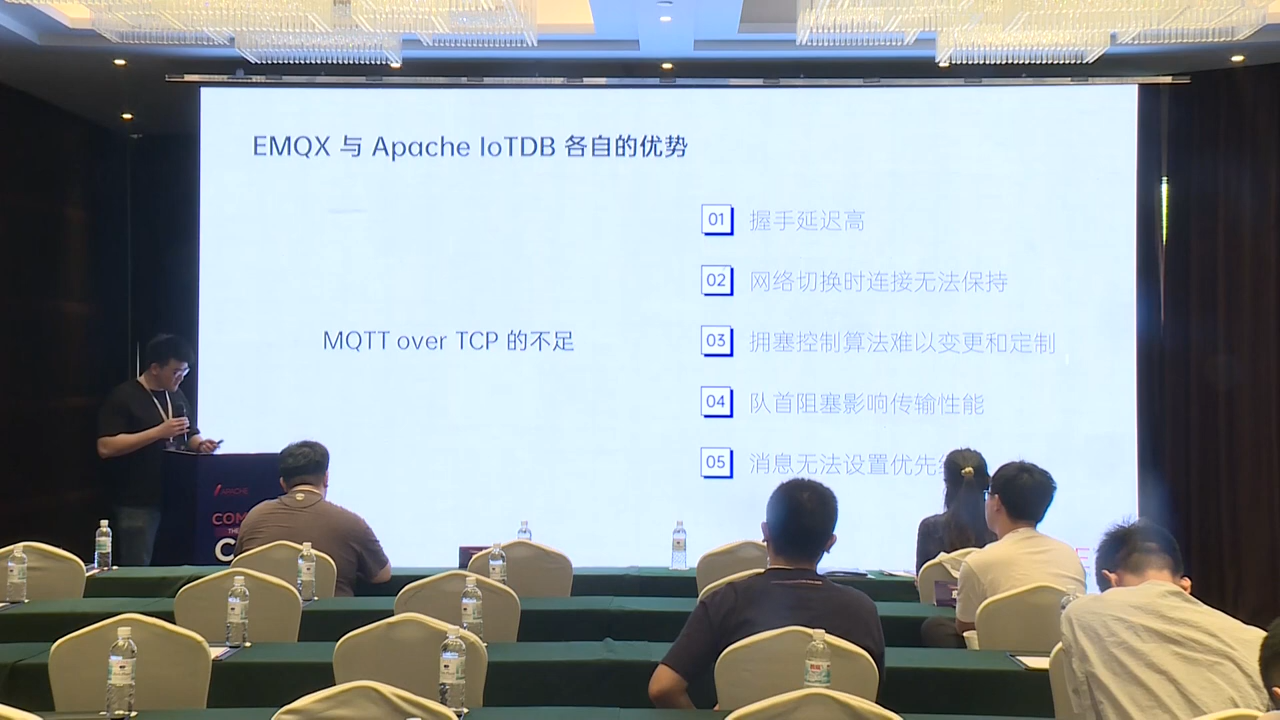 EMQX 与 Apache IoTDB 各自的优势
MQTT over TCP 的不足
01 握手延迟高
02 网络切换时连接无法保持
03 拥塞控制算法难以变更和定制
04 队首阻塞影响传输性能
05 消息无法设置优先
APACHE
COM
THE
C